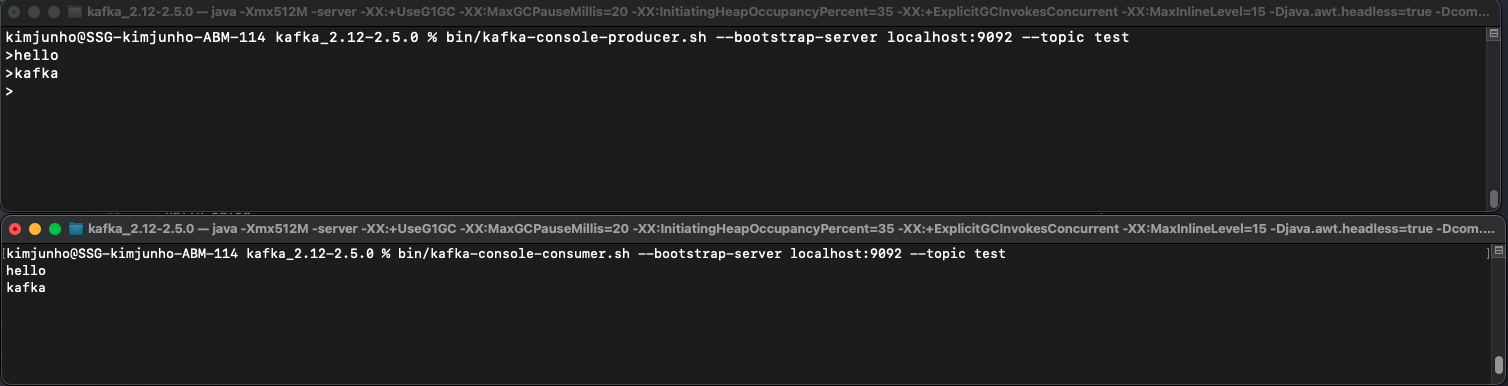 kafka_2.12-2.5.0 — java -Xmx512M -server -XX:+UseG1GC -XX:MaxGCPauseMillis=20 -XX:InitiatingHeapOccupancyPercent=35 -XX:+ExplicitGCInvokesConcurrent -XX:MaxInlineLevel=15 -Djava.awt.headless=true -Dcom....
kimjunho@SSG-kimjunho-ABM-114 kafka_2.12-2.5.0 % bin/kafka-console-producer.sh --bootstrap-server localhost:9092 --topic test
>hello
>kafka
>
kafka_2.12-2.5.0 — java -Xmx512M -server -XX:+UseG1GC -XX:MaxGCPauseMillis=20 -XX:InitiatingHeapOccupancyPercent=35 -XX:+ExplicitGCInvokesConcurrent -XX:MaxInlineLevel=15 -Djava.awt.headless=true -Dcom....
[kimjunho@SSG-kimjunho-ABM-114 kafka_2.12-2.5.0 % bin/kafka-console-consumer.sh --bootstrap-server localhost:9092 --topic test ]
hello
kafka